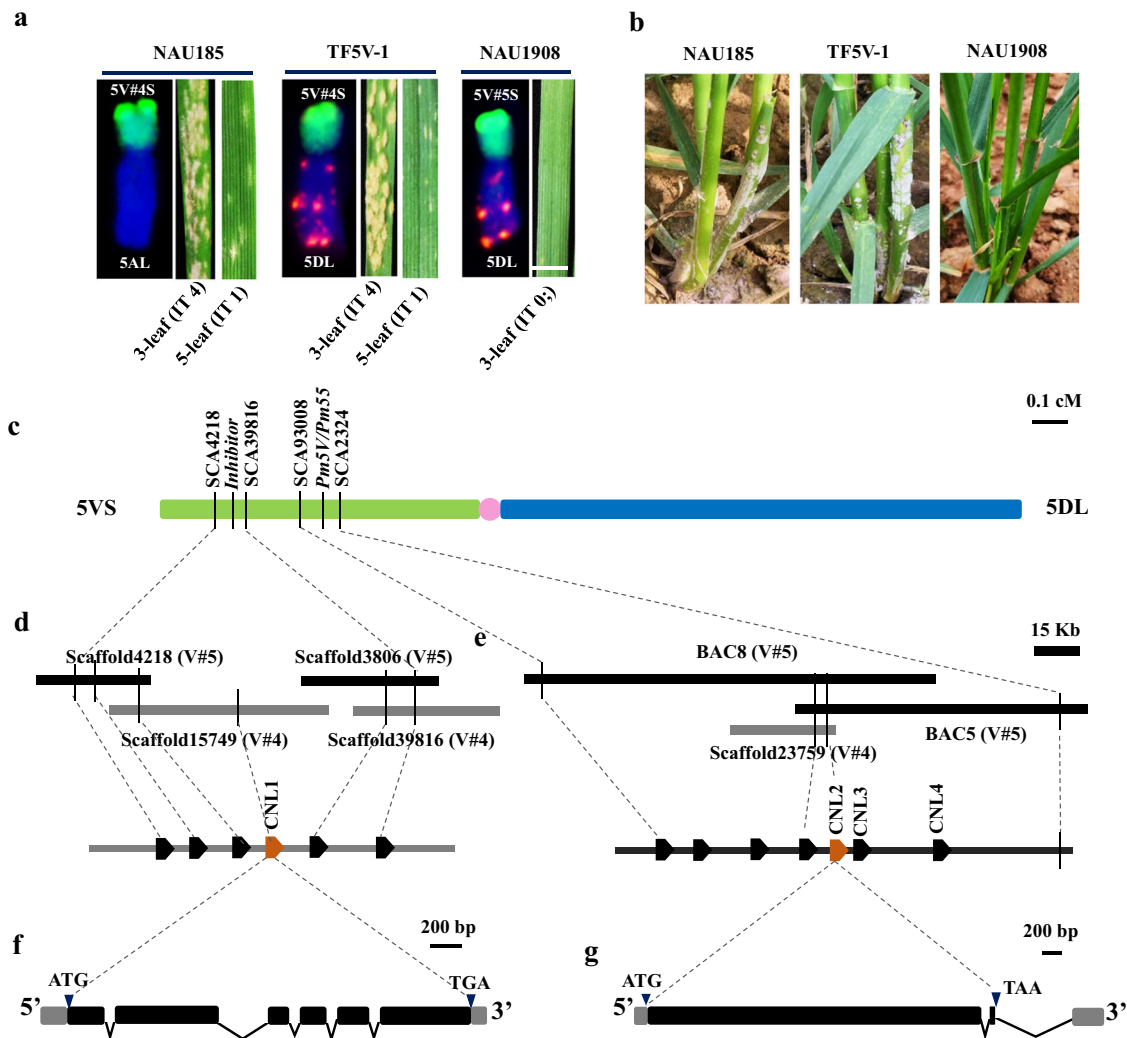 a
NAU185
TF5V-1
NAU1908
5V#4S
5AL
3-leaf (IT 4)
5-leaf (IT 1)
5V#4S
5DL
3-leaf (IT 4)
5-leaf (IT 1)
5V#5S
5DL
3-leaf (IT 0;)
b
NAU185
TF5V-1
NAU1908
c
0.1 cM
SCA4218
Inhibitor
SCA39816
SCA93008
Pm5V/Pm55
SCA2324
5VS
5DL
d
Scaffold4218 (V#5)
Scaffold3806 (V#5)
Scaffold15749 (V#4)
Scaffold39816 (V#4)
CNL1
e
15 Kb
BAC8 (V#5)
BAC5 (V#5)
Scaffold23759 (V#4)
CNL2
CNL3
CNL4
f
200 bp
5’
ATG
TGA
3’
g
200 bp
5’
ATG
TAA
3’